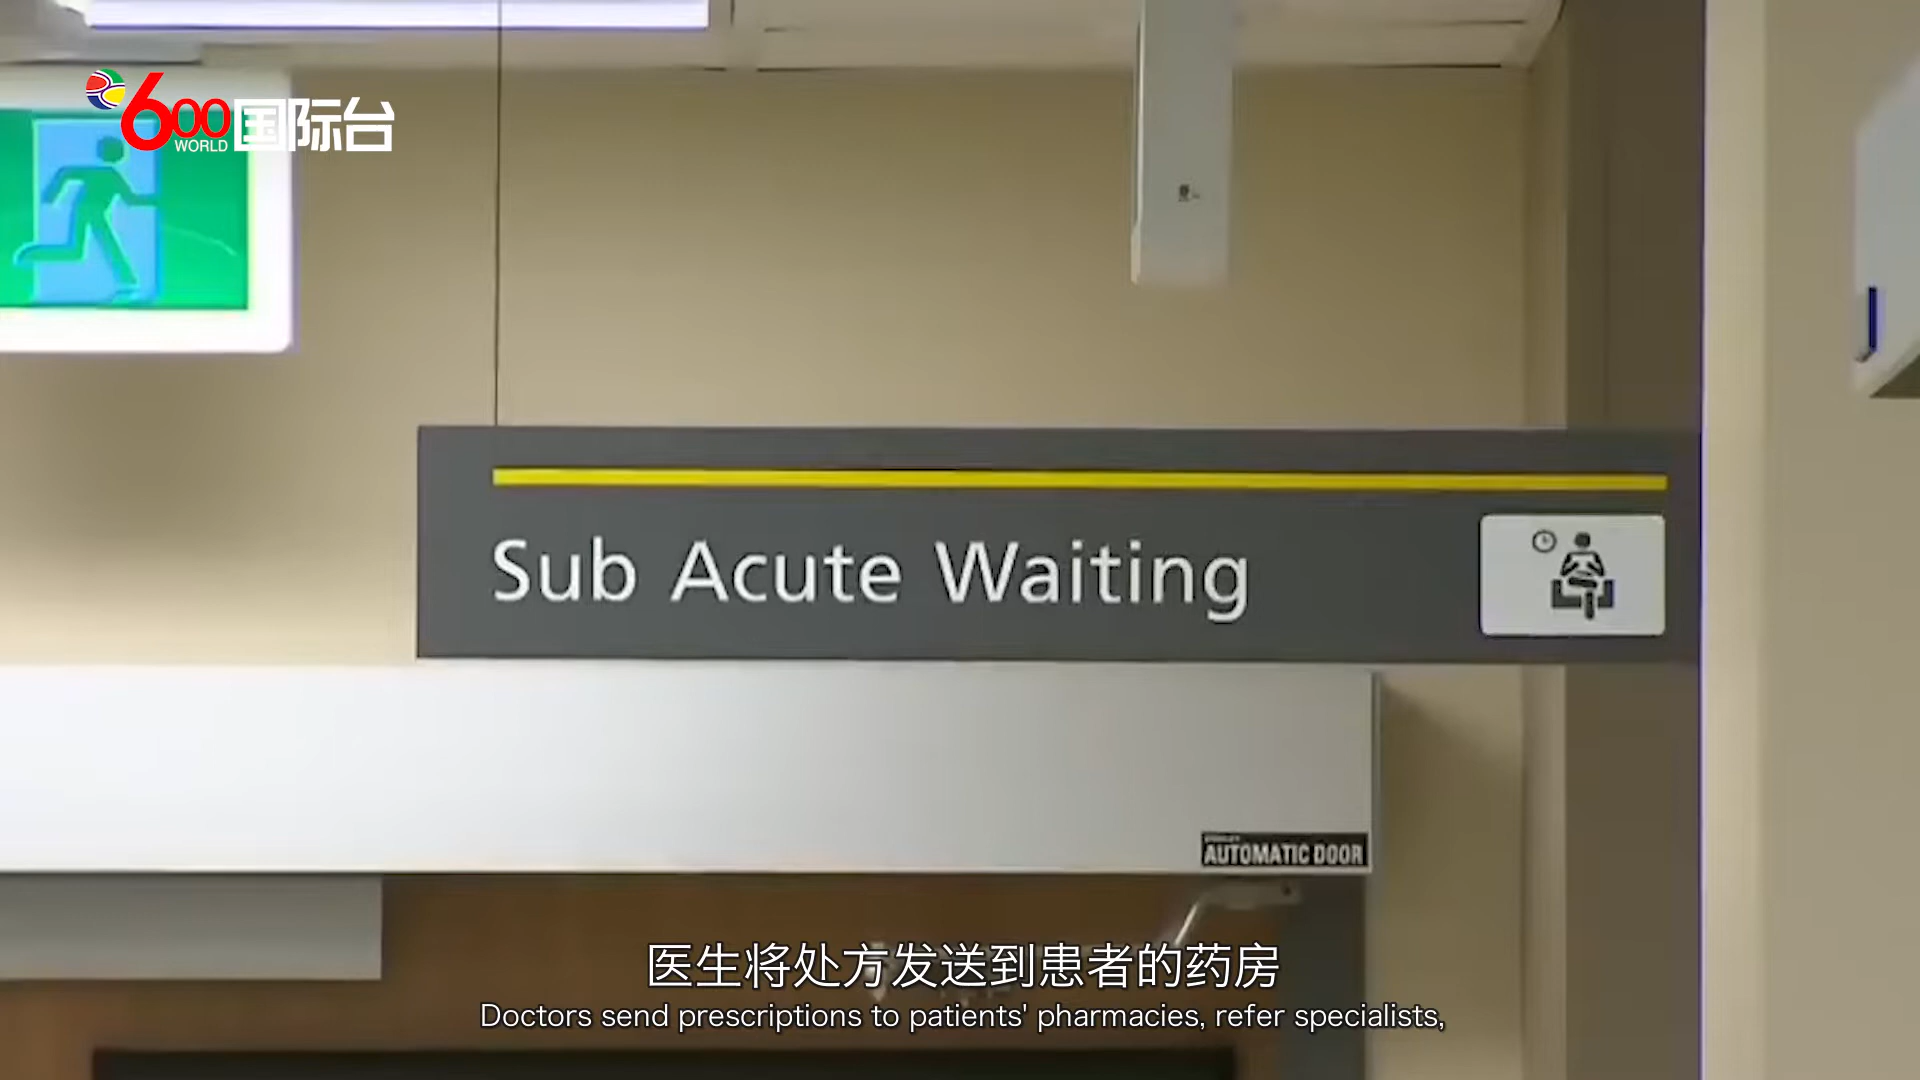 600
WORLD
国际台
Sub Acute Waiting
AUTOMATIC DOOR
医生将处方发送到患者的药房
Doctors send prescriptions to patients' pharmacies, refer specialists,